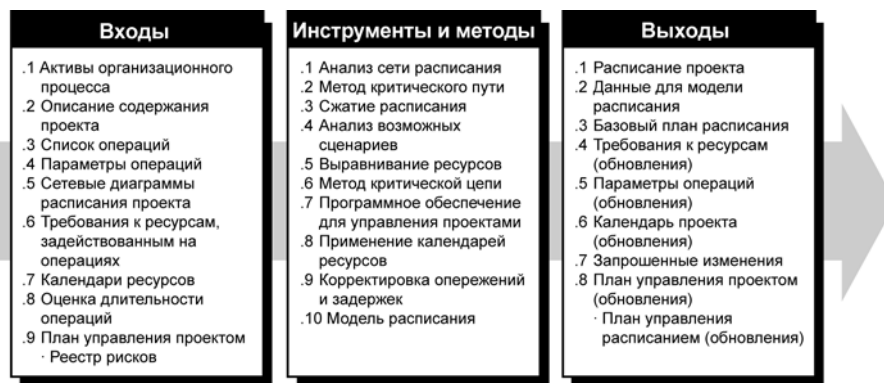 Входы
.1 Активы организационного
процесса
.2 Описание содержания
проекта
.3 Список операций
.4 Параметры операций
.5 Сетевые диаграммы
расписания проекта
.6 Требования к ресурсам,
задействованным на
операциях
.7 Календари ресурсов
.8 Оценка длительности
операций
.9 План управления проектом
· Реестр рисков
Инструменты и методы
.1 Анализ сети расписания
.2 Метод критического пути
.3 Сжатие расписания
.4 Анализ возможных
сценариев
.5 Выравнивание ресурсов
.6 Метод критической цепи
.7 Программное обеспечение
для управления проектами
.8 Применение календарей
ресурсов
.9 Корректировка опережений
и задержек
.10 Модель расписания
Выходы
.1 Расписание проекта
.2 Данные для модели
расписания
.3 Базовый план расписания
.4 Требования к ресурсам
(обновления)
.5 Параметры операций
(обновления)
.6 Календарь проекта
(обновления)
.7 Запрошенные изменения
.8 План управления проектом
(обновления)
· План управления
расписанием (обновления)